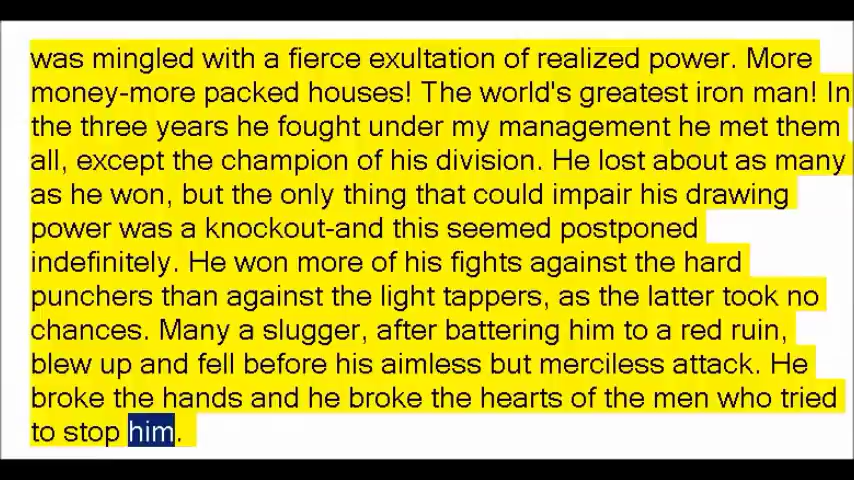 was mingled with a fierce exultation of realized power. More
money-more packed houses! The world's greatest iron man! In
the three years he fought under my management he met them
all, except the champion of his division. He lost about as many
as he won, but the only thing that could impair his drawing
power was a knockout-and this seemed postponed
indefinitely. He won more of his fights against the hard
punchers than against the light tappers, as the latter took no
chances. Many a slugger, after battering him to a red ruin,
blew up and fell before his aimless but merciless attack. He
broke the hands and he broke the hearts of the men who tried
to stop him.